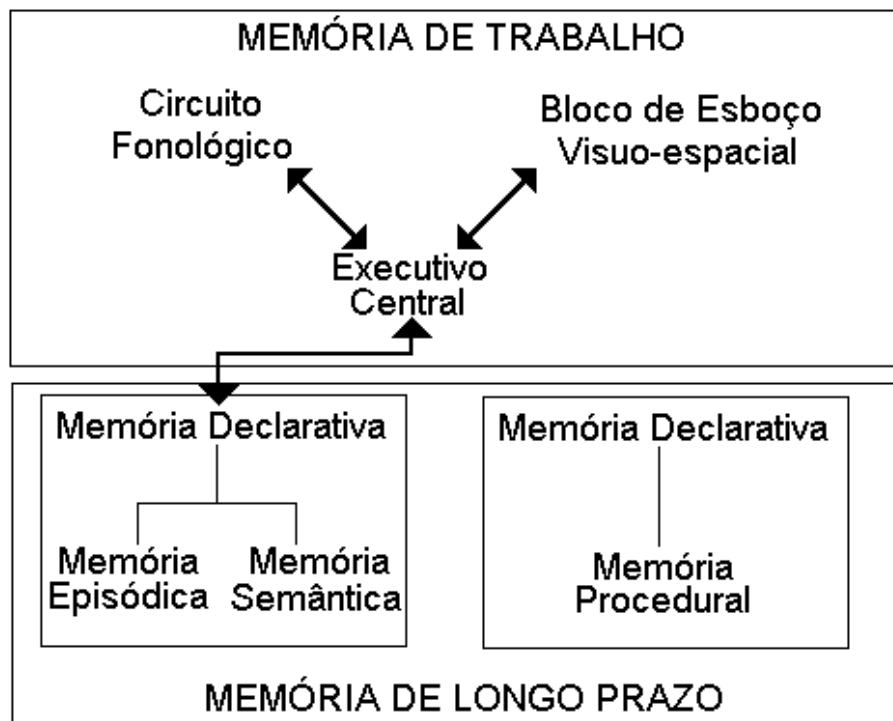 MEMÓRIA DE TRABALHO
Circuito
Fonológico
Bloco de Esboço
Visuo-espacial
Executivo
Central
Memória Declarativa
Memória
Episódica
Memória
Semântica
Memória Declarativa
Memória
Procedural
MEMÓRIA DE LONGO PRAZO